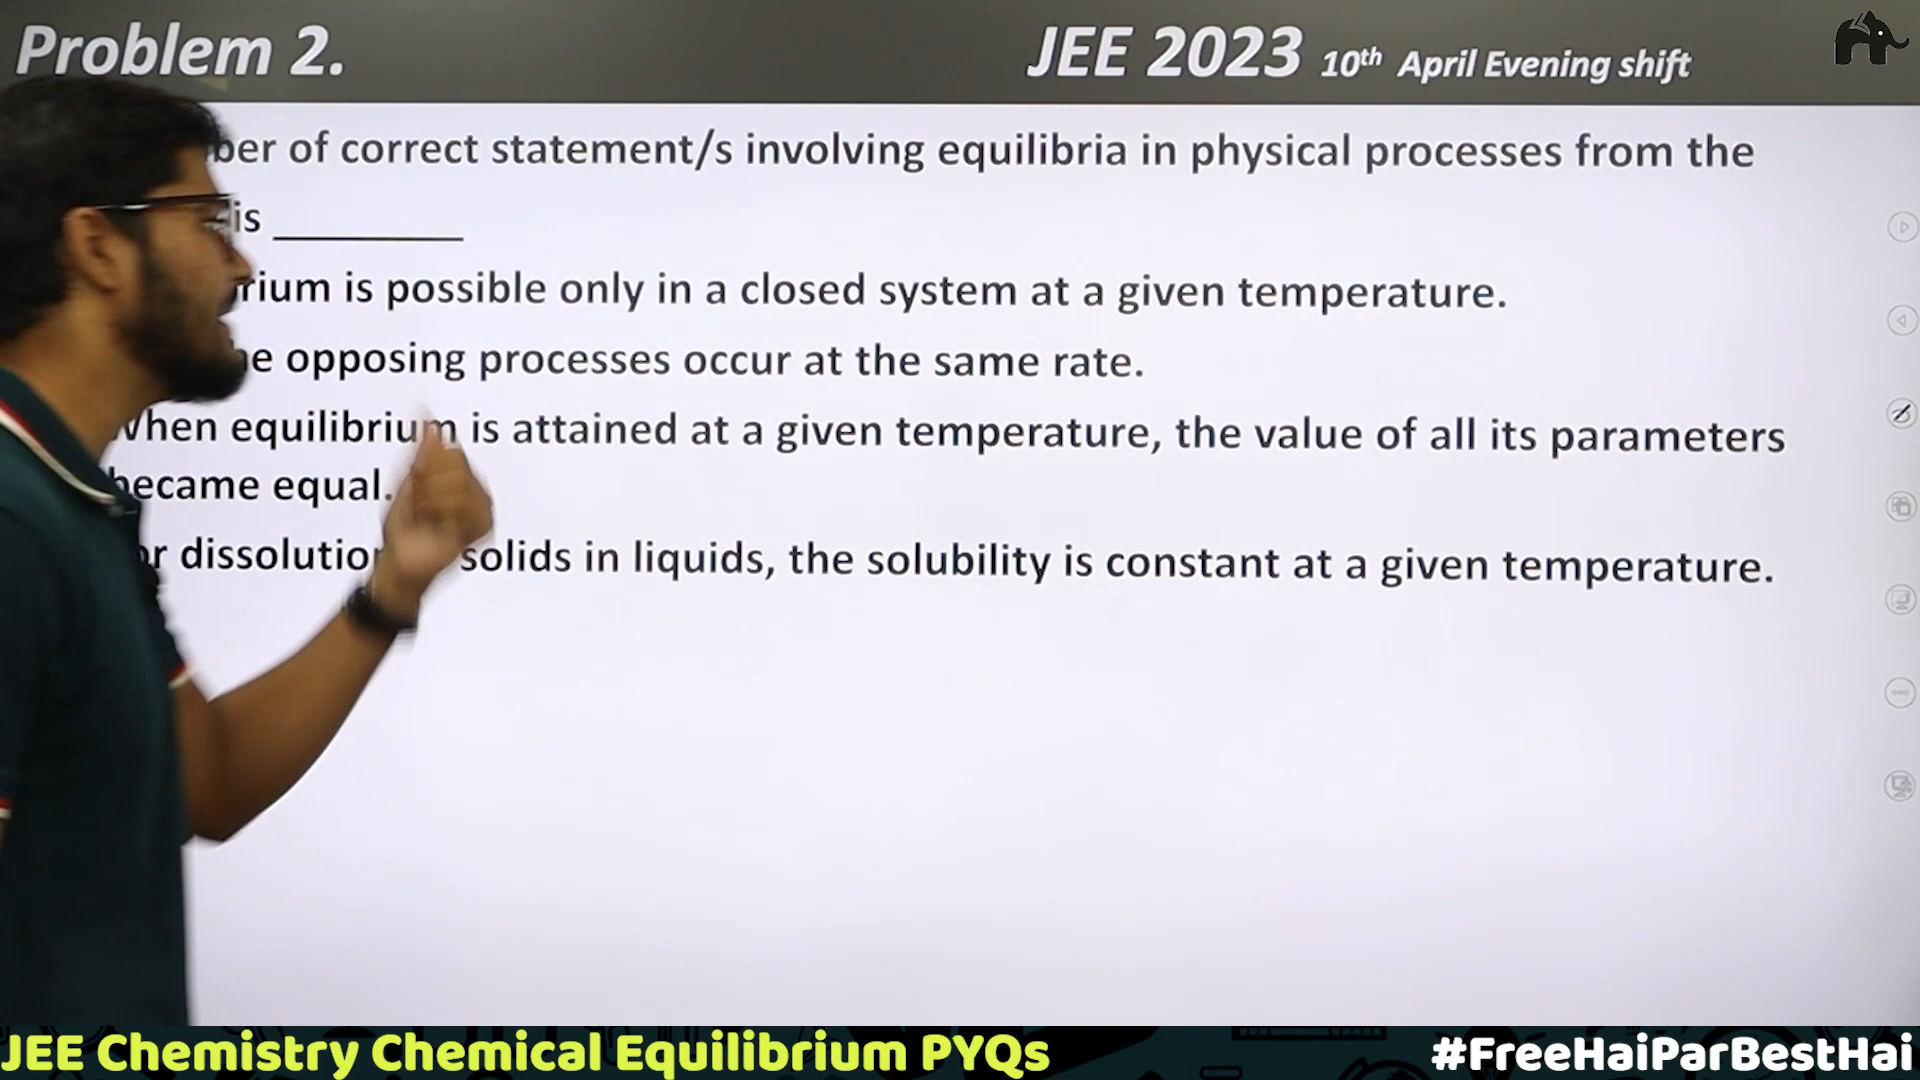 Problem 2.
JEE 2023 10th April Evening shift
of correct statement/s involving equilibria in physical processes from the
is ________
is possible only in a closed system at a given temperature.
opposing processes occur at the same rate.
When equilibrium is attained at a given temperature, the value of all its parameters
became equal.
solids in liquids, the solubility is constant at a given temperature.
JEE Chemistry Chemical Equilibrium PYQs
#FreeHaiParBestHai